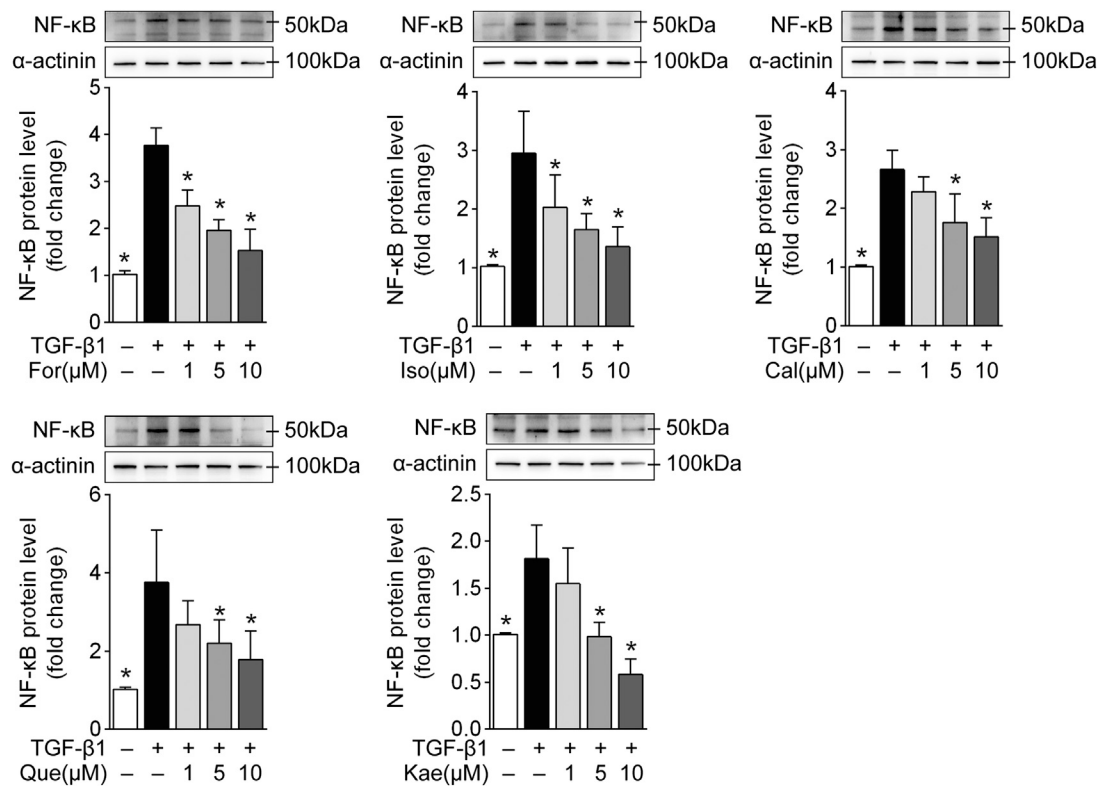 NF-κB 50kDa
α-actinin 100kDa
NF-κB protein level
(fold change)
5
4
3
2
1
0
* * * *
TGF-β1 – + + + +
For(μM) – – 1 5 10
NF-κB 50kDa
α-actinin 100kDa
NF-κB protein level
(fold change)
4
3
2
1
0
* * * *
TGF-β1 – + + + +
Iso(μM) – – 1 5 10
NF-κB 50kDa
α-actinin 100kDa
NF-κB protein level
(fold change)
4
3
2
1
0
* * *
TGF-β1 – + + + +
Cal(μM) – – 1 5 10
NF-κB 50kDa
α-actinin 100kDa
NF-κB protein level
(fold change)
6
4
2
0
* * *
TGF-β1 – + + + +
Que(μM) – – 1 5 10
NF-κB 50kDa
α-actinin 100kDa
NF-κB protein level
(fold change)
2.5
2.0
1.5
1.0
0.5
0.0
* * *
TGF-β1 – + + + +
Kae(μM) – – 1 5 10